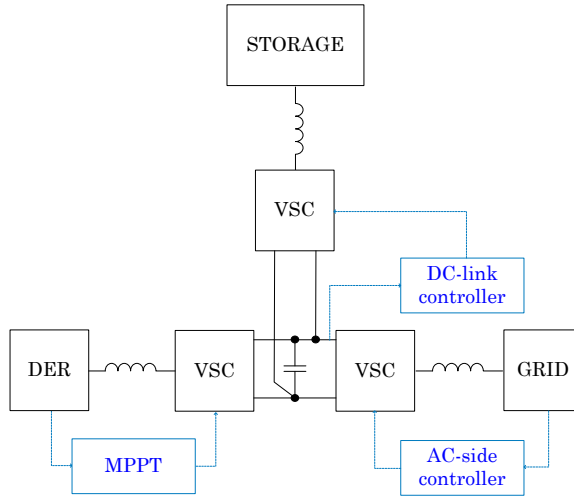 STORAGE
VSC
DC-link
controller
DER
VSC
VSC
GRID
MPPT
AC-side
controller